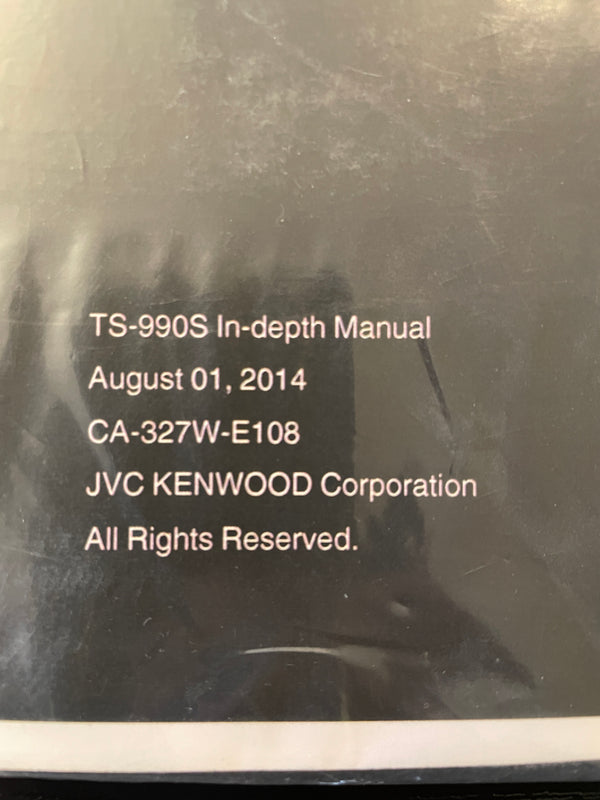 TS-990S In-depth Manual
August 01, 2014
CA-327W-E108
JVC KENWOOD Corporation
All Rights Reserved.